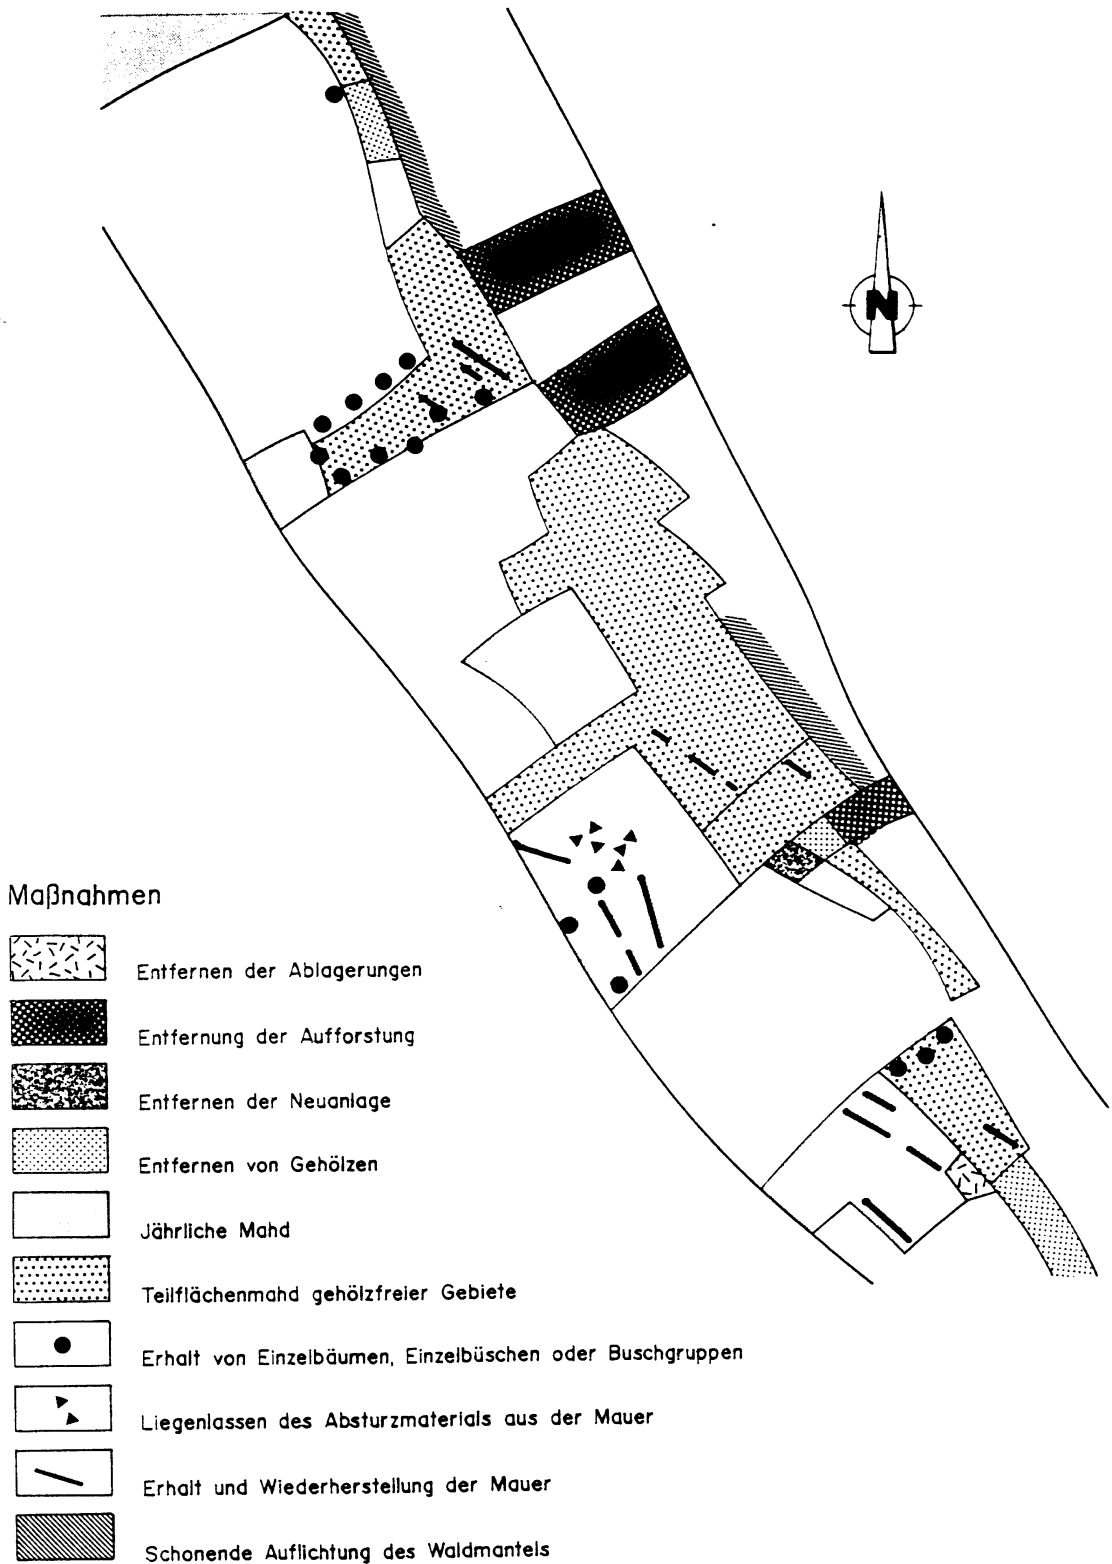 N
Maßnahmen
Entfernen der Ablagerungen
Entfernung der Aufforstung
Entfernen der Neuanlage
Entfernen von Gehölzen
Jährliche Mahd
Teilflächenmahd gehölzfreier Gebiete
Erhalt von Einzelbäumen, Einzelbüschen oder Buschgruppen
Liegenlassen des Absturzmaterials aus der Mauer
Erhalt und Wiederherstellung der Mauer
Schonende Auflichtung des Waldmantels